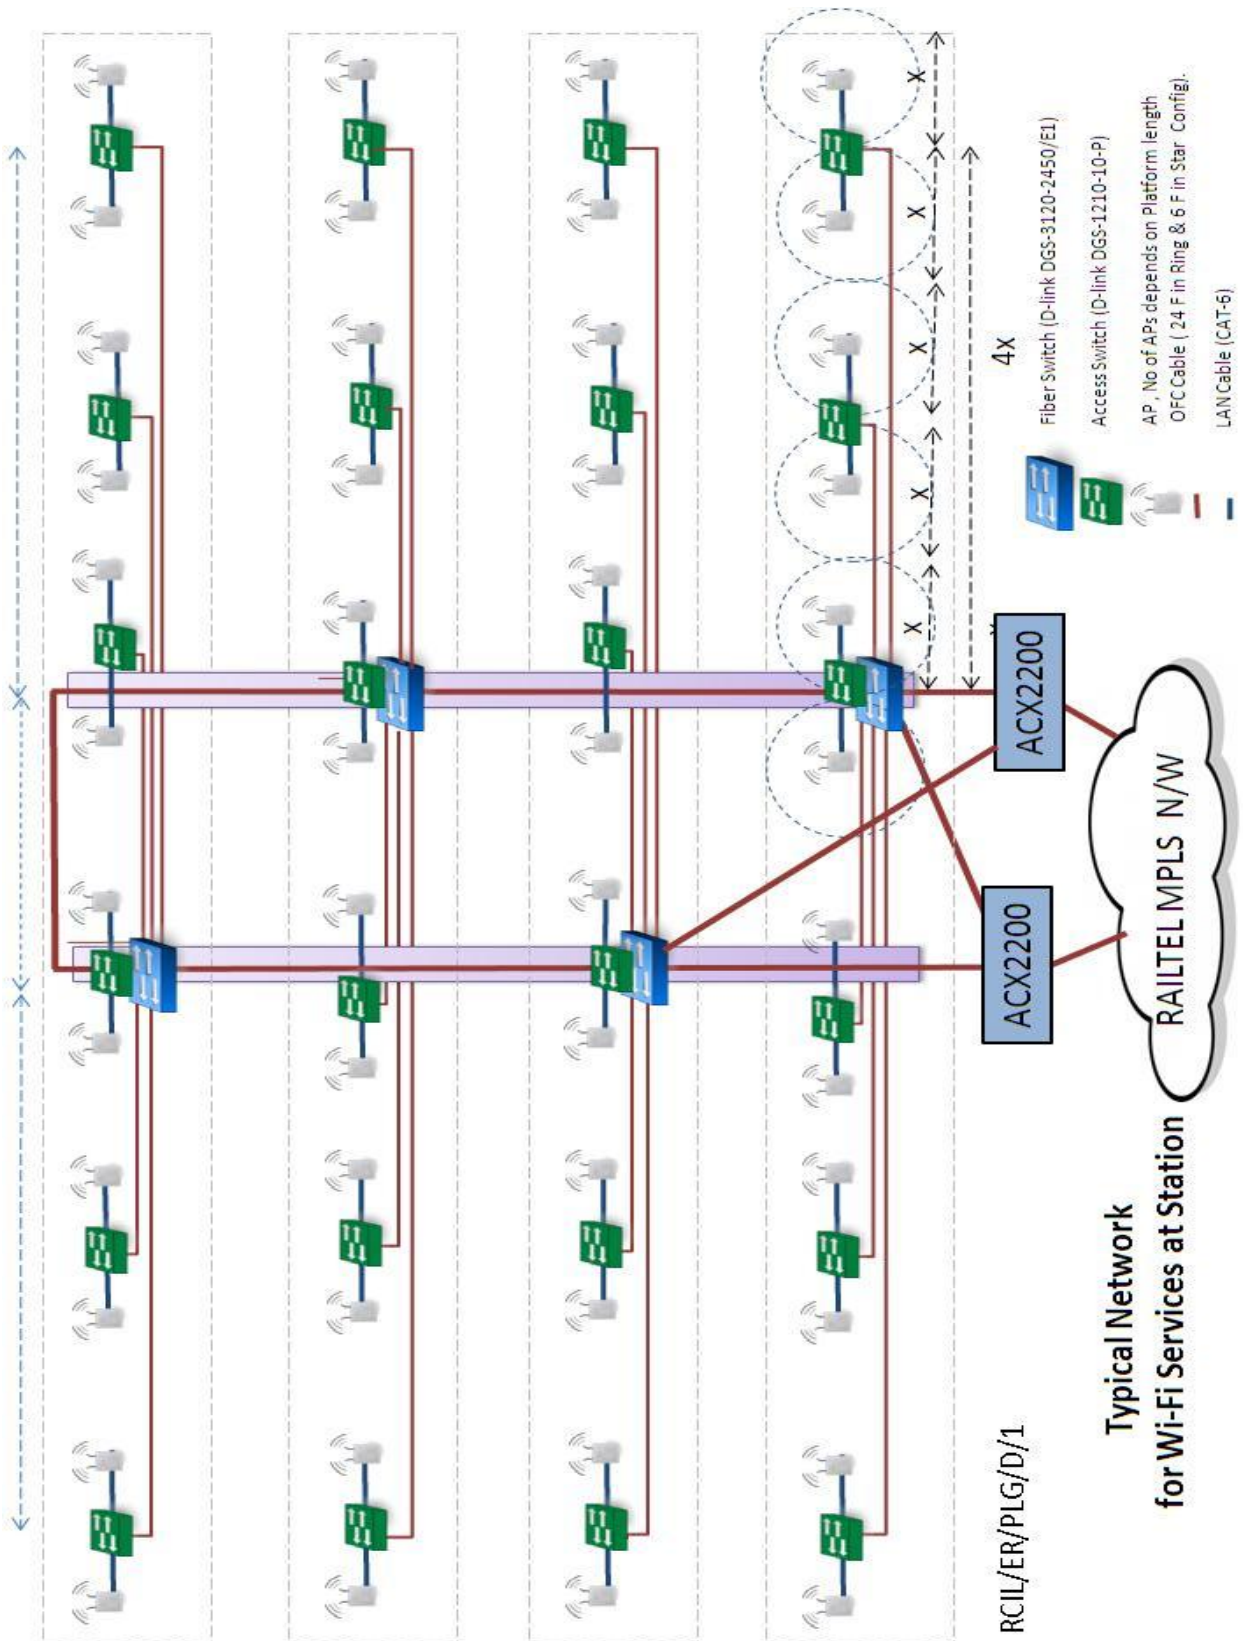 X
X
X
X
X
4x
Fiber Switch (D-link DGS-3120-2450/E1)
Access Switch (D-link DGS-1210-10-P)
AP , No of APs depends on Platform length
OFC Cable ( 24 F in Ring & 6 F in Star Config).
LAN Cable (CAT-6)
ACX2200
ACX2200
RAILTEL MPLS N/W
RCIL/ER/PLG/D/1
Typical Network
for Wi-Fi Services at Station